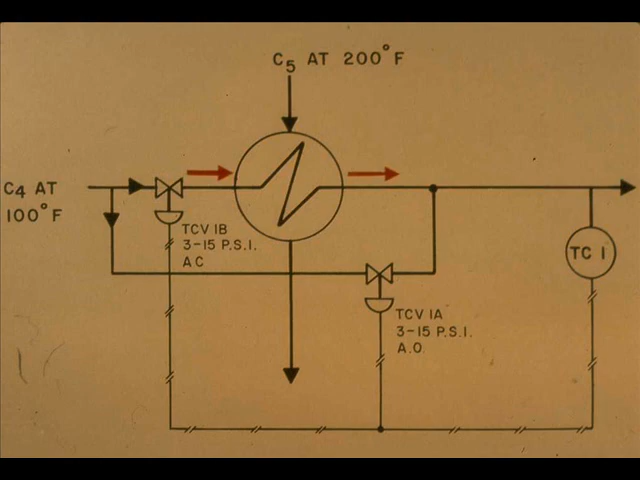 C5 AT 200°F
C4 AT
100°F
TCV 1B
3-15 P.S.I.
A.C
TCV 1A
3-15 P.S.I.
A.O.
TC 1